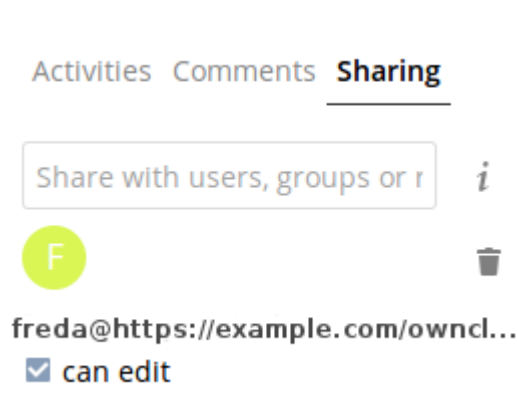 Activities Comments Sharing
Share with users, groups or r
i
F
freda@https://example.com/owncl...
can edit